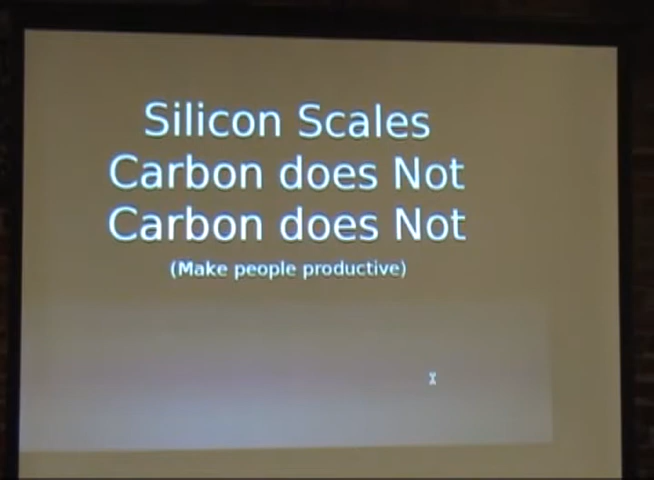 Silicon Scales
Carbon does Not
Carbon does Not
(Make people productive)